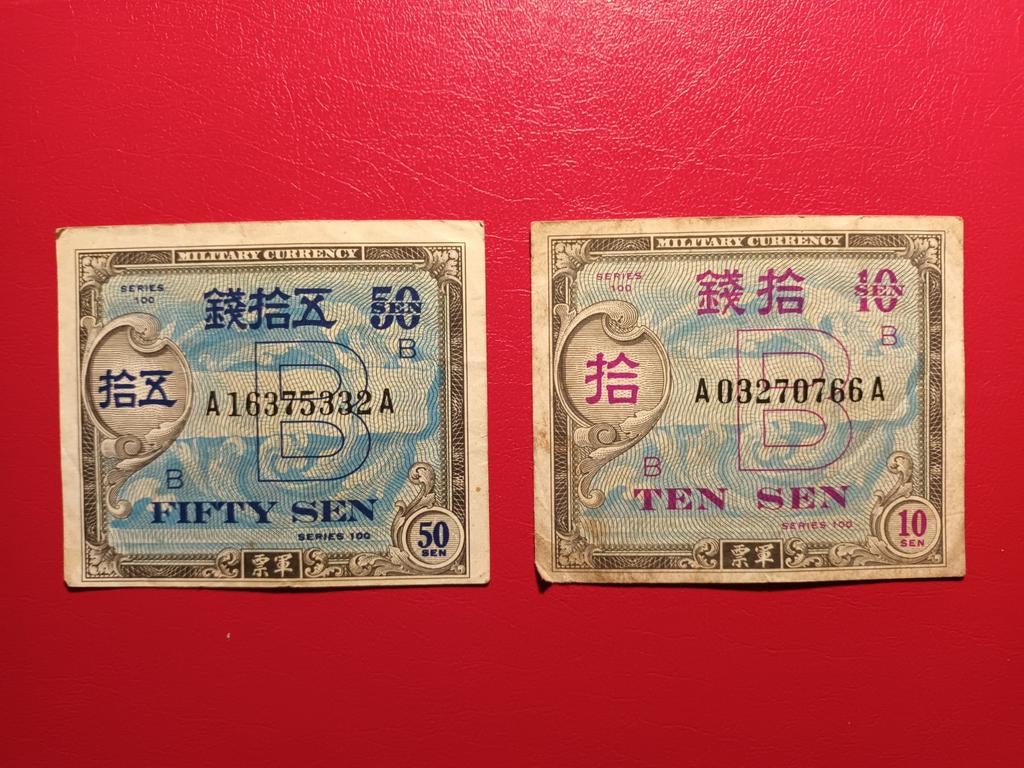 MILITARY CURRENCY
SERIES
100
錢拾五
50
SEN
B
拾五
B
A16375332A
B
FIFTY SEN
SERIES 100
50
SEN
票軍
MILITARY CURRENCY
SERIES
100
錢拾
10
SEN
B
拾
B
A03270766A
B
TEN SEN
SERIES 100
10
SEN
票軍